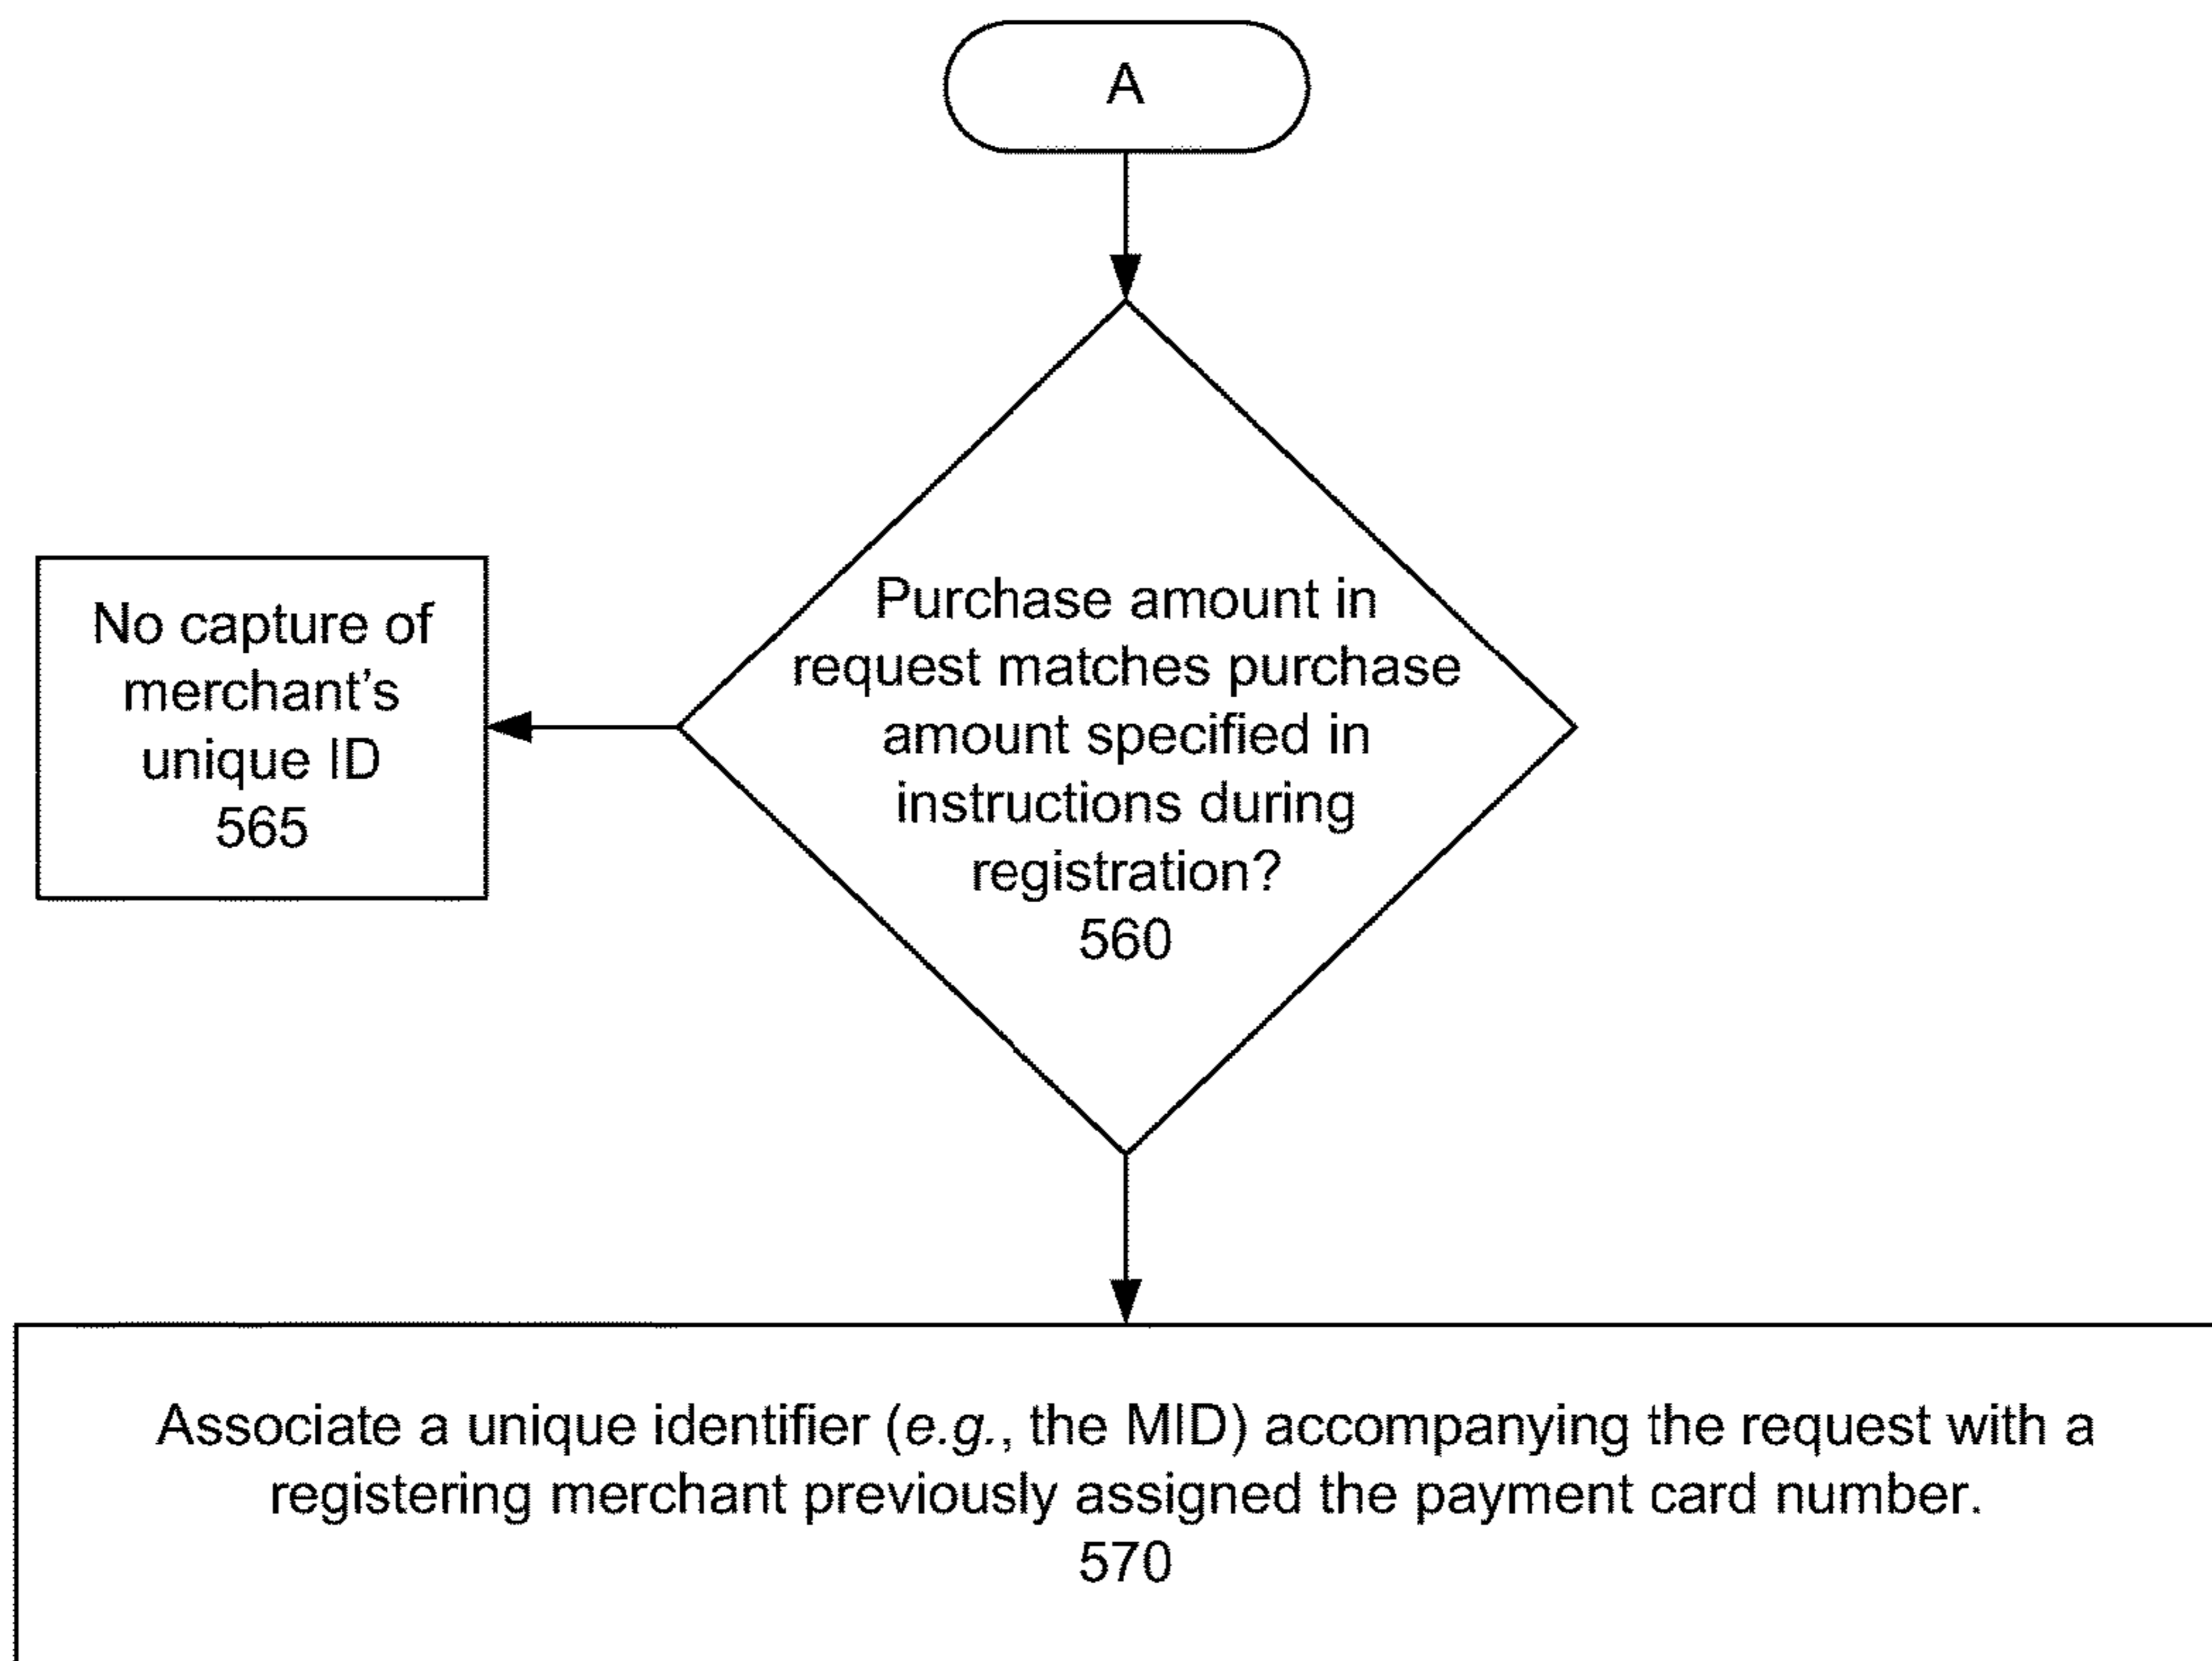 A
Purchase amount in
request matches purchase
amount specified in
instructions during
registration?
560
No capture of
merchant's
unique ID
565
Associate a unique identifier (e.g., the MID) accompanying the request with a
registering merchant previously assigned the payment card number.
570